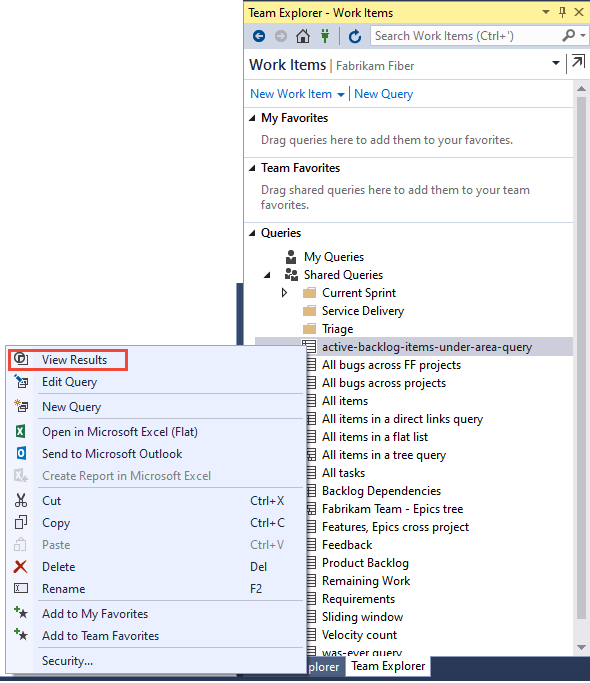 Team Explorer - Work Items
Search Work Items (Ctrl+')
Work Items | Fabrikam Fiber
New Work Item | New Query
My Favorites
Drag queries here to add them to your favorites.
Team Favorites
Drag shared queries here to add them to your team
favorites.
Queries
My Queries
Shared Queries
Current Sprint
Service Delivery
Triage
active-backlog-items-under-area-query
All bugs across FF projects
All bugs across projects
All items
All items in a direct links query
All items in a flat list
All items in a tree query
All tasks
Backlog Dependencies
Fabrikam Team - Epics tree
Features, Epics cross project
Feedback
Product Backlog
Remaining Work
Requirements
Sliding window
Velocity count
was-ever query
plorer
Team Explorer
View Results
Edit Query
New Query
Open in Microsoft Excel (Flat)
Send to Microsoft Outlook
Create Report in Microsoft Excel
Cut Ctrl+X
Copy Ctrl+C
Paste Ctrl+V
Delete Del
Rename F2
Add to My Favorites
Add to Team Favorites
Security...